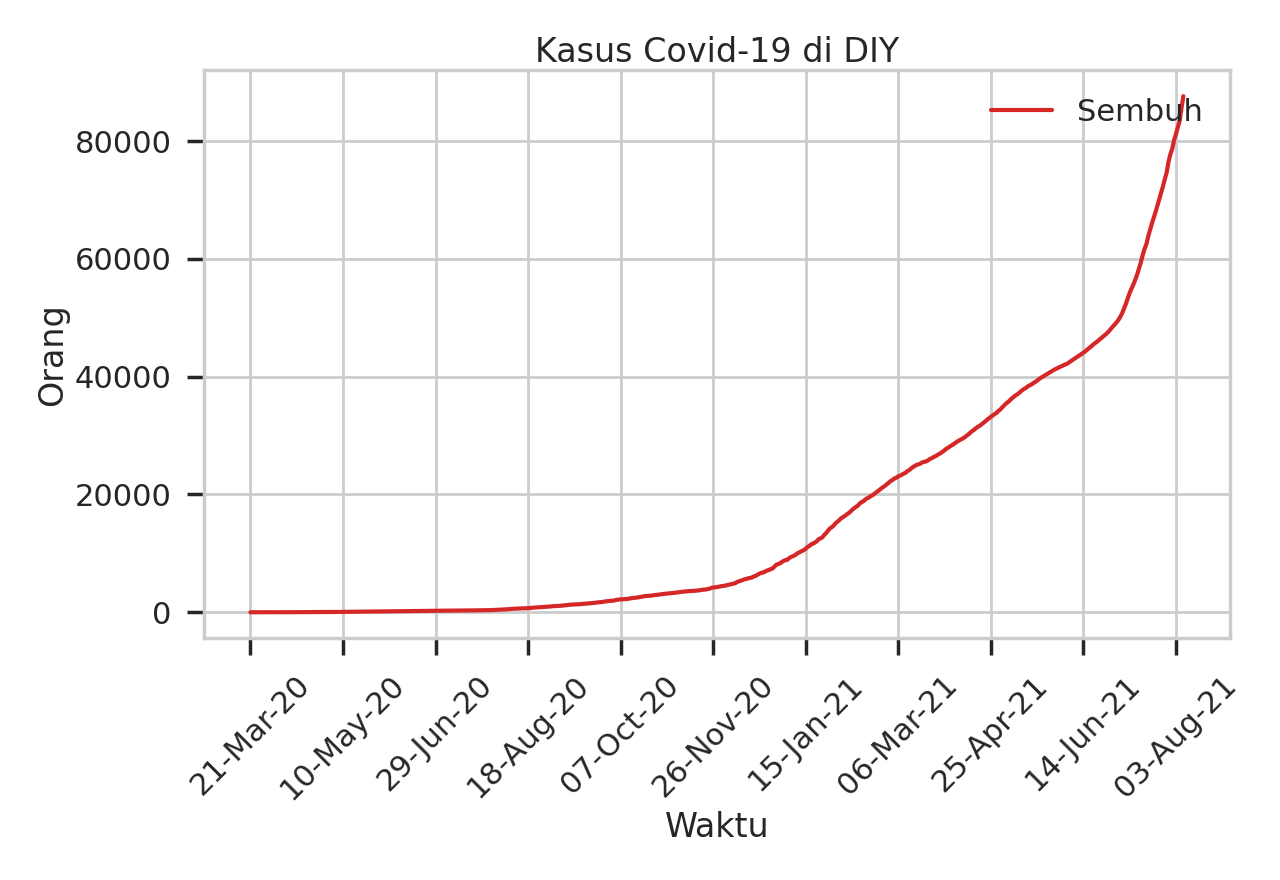 Kasus Covid-19 di DIY
Sembuh
80000
60000
40000
20000
0
Orang
21-Mar-20
10-May-20
29-Jun-20
18-Aug-20
07-Oct-20
26-Nov-20
15-Jan-21
06-Mar-21
25-Apr-21
14-Jun-21
03-Aug-21
Waktu